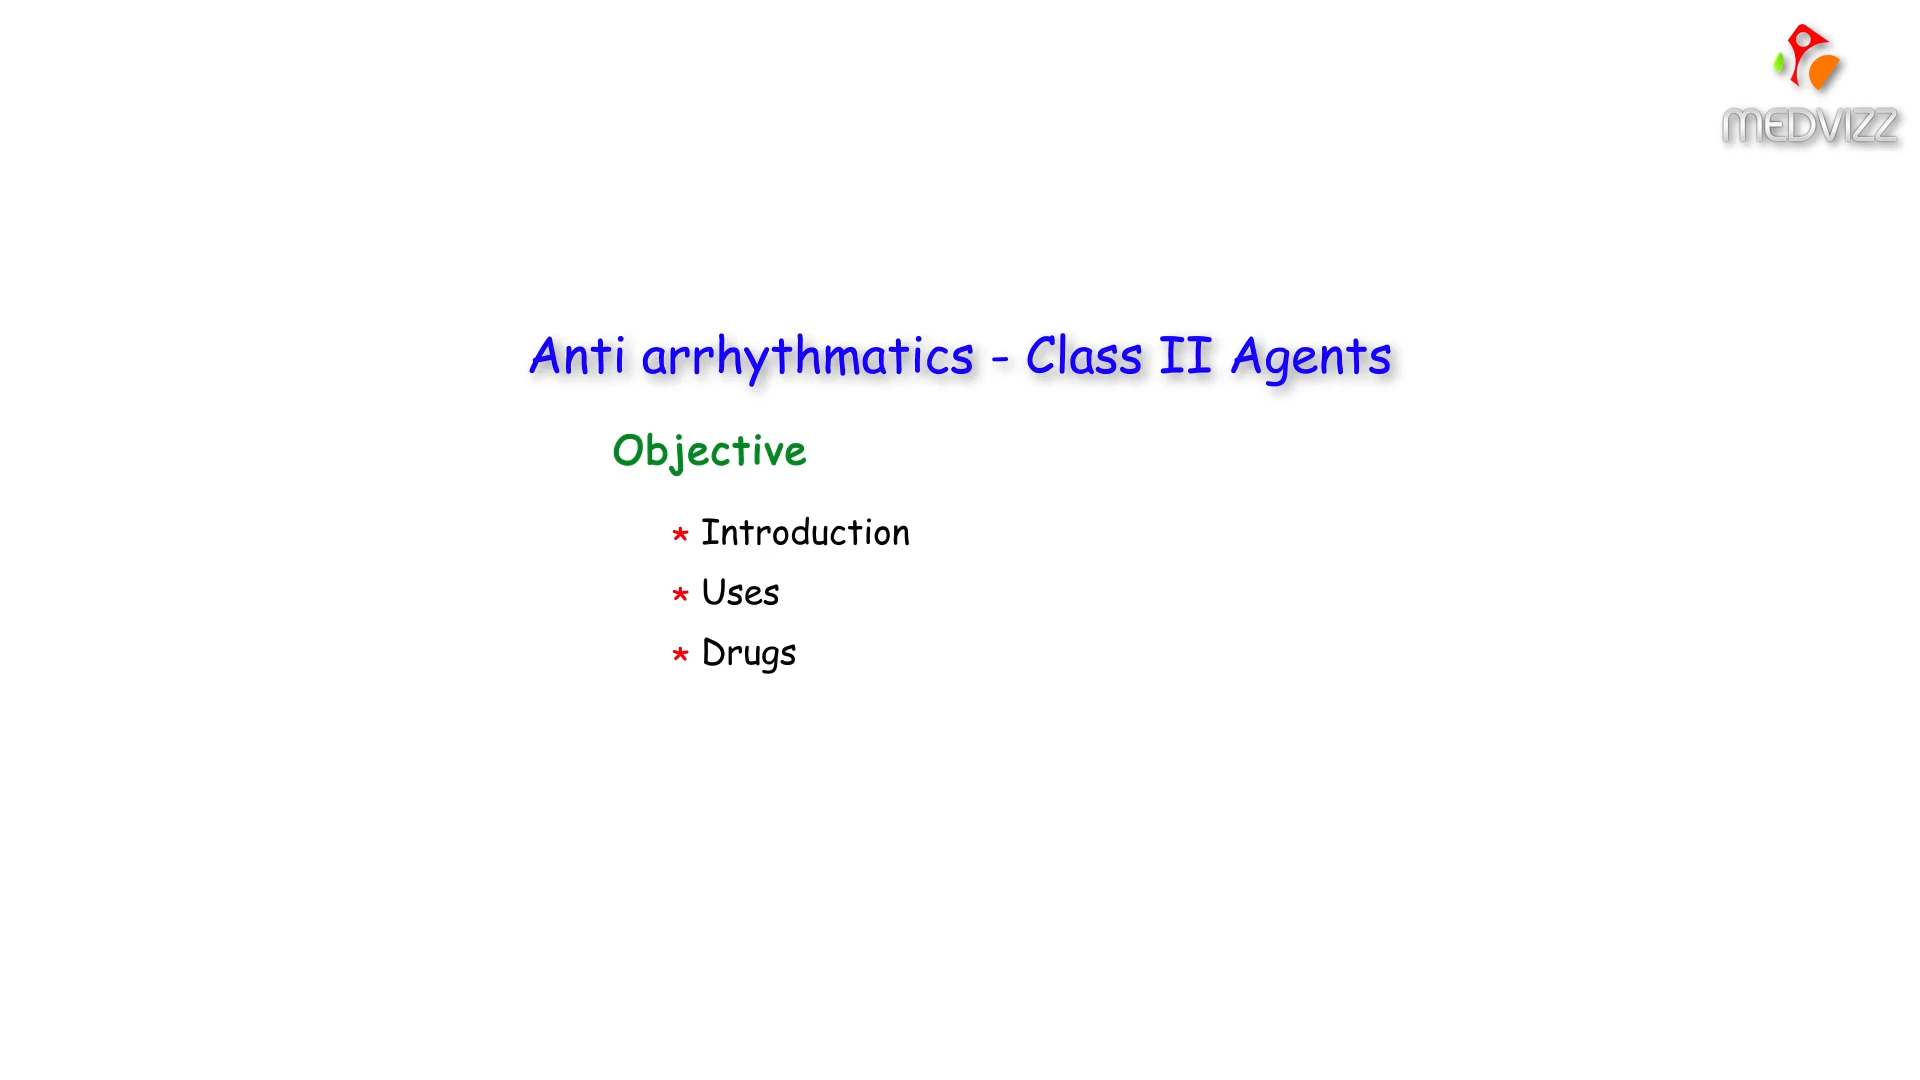 MEDVIZZ
Anti arrhythmatics - Class II Agents
Objective
* Introduction
* Uses
* Drugs